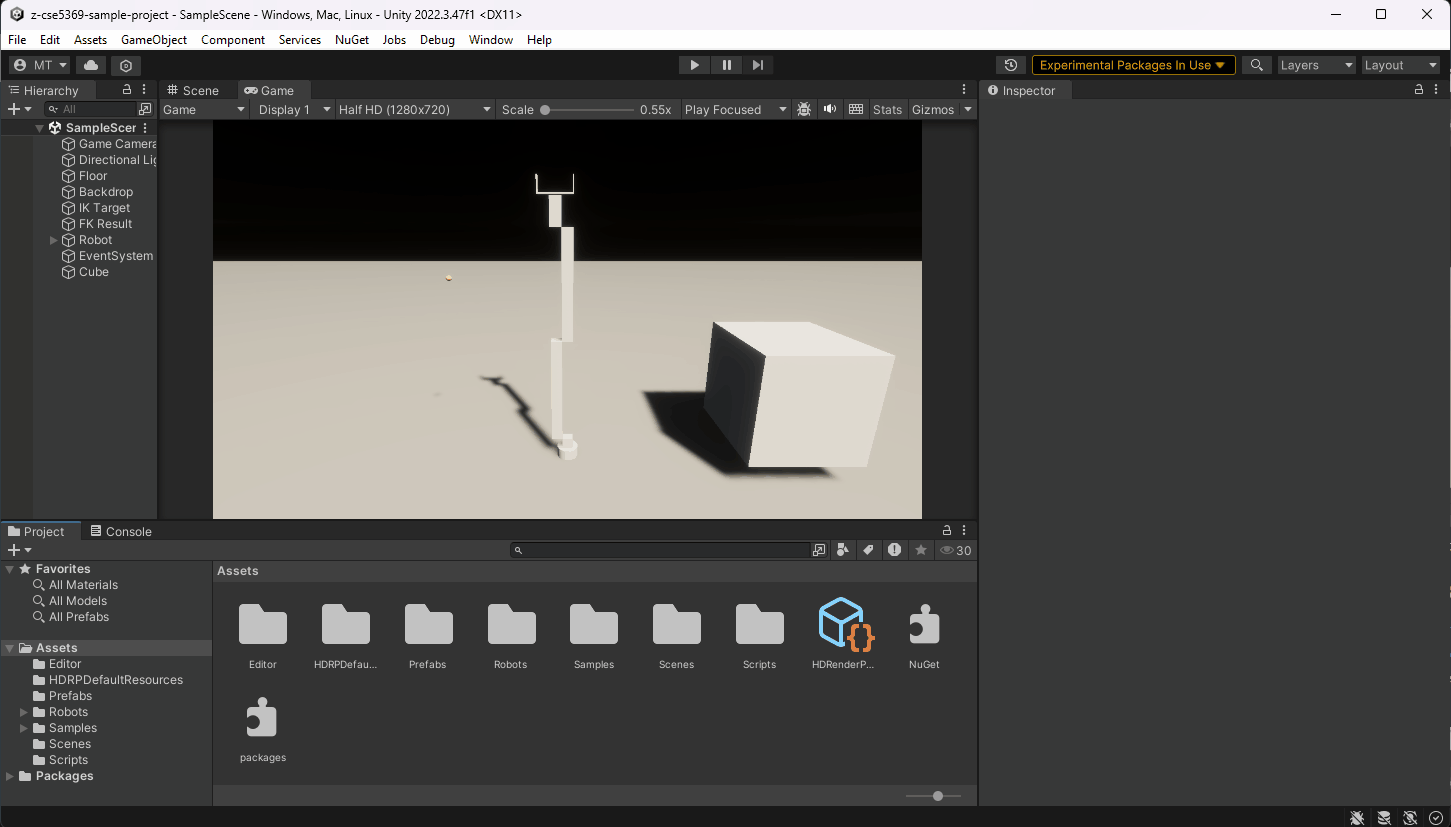 z-cse5369-sample-project - SampleScene - Windows, Mac, Linux - Unity 2022.3.47f1 <DX11>
File Edit Assets GameObject Component Services NuGet Jobs Debug Window Help
MT Experimental Packages In Use Layers Layout
Hierarchy
All
SampleScer
Game Camera
Directional Lig
Floor
Backdrop
IK Target
FK Result
Robot
EventSystem
Cube
Scene Game
Game Display 1 Half HD (1280x720) Scale 0.55x Play Focused Stats Gizmos
Inspector
Project Console
30
Favorites
All Materials
All Models
All Prefabs
Assets
Editor
HDRPDefaultResources
Prefabs
Robots
Samples
Scenes
Scripts
Packages
Assets
Editor HDRPDefau... Prefabs Robots Samples Scenes Scripts HDRenderP... NuGet
packages